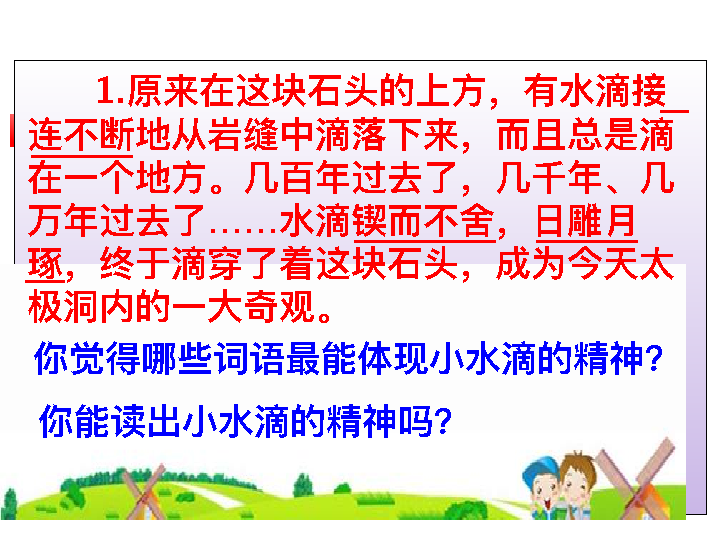 1.原来在这块石头的上方，有水滴接
连不断地从岩缝中滴落下来，而且总是滴
在一个地方。几百年过去了，几千年、几
万年过去了……水滴锲而不舍，日雕月
琢，终于滴穿了着这块石头，成为今天太
极洞内的一大奇观。
你觉得哪些词语最能体现小水滴的精神？
你能读出小水滴的精神吗？